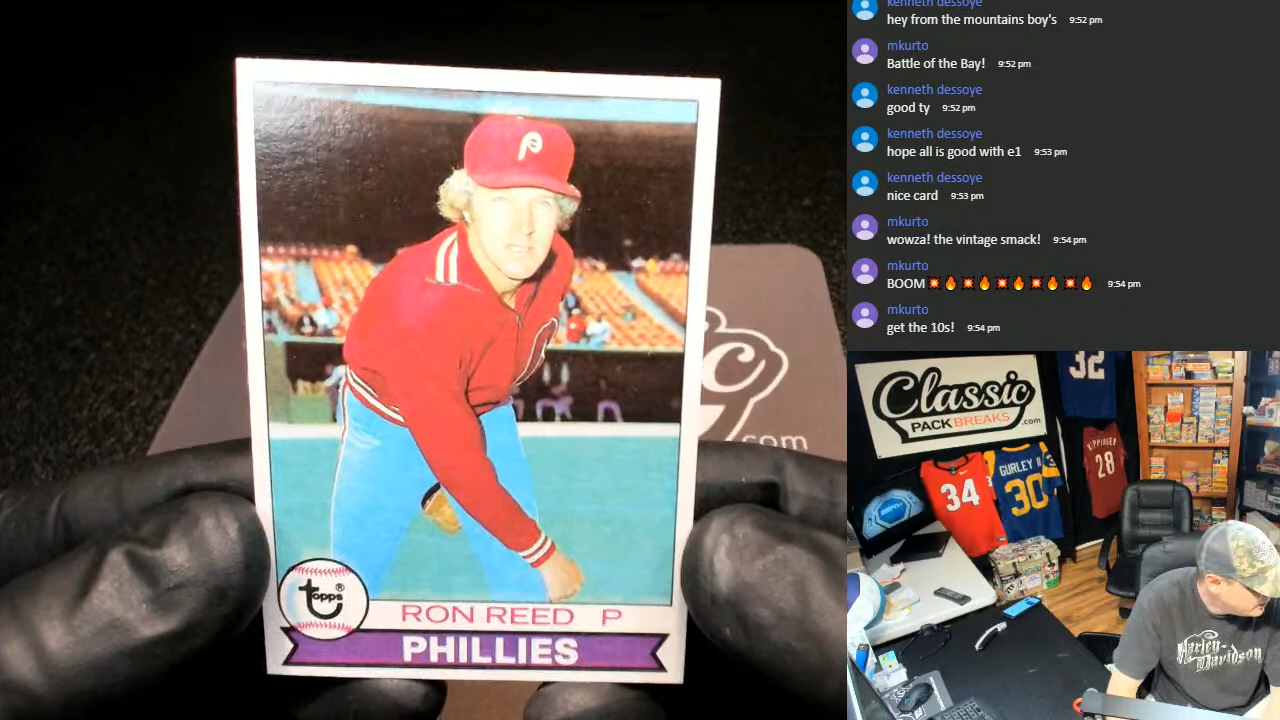 kenneth dessoye
hey from the mountains boy's 9:52 pm
mkurto
Battle of the Bay! 9:52 pm
kenneth dessoye
good ty 9:52 pm
kenneth dessoye
hope all is good with e1 9:53 pm
kenneth dessoye
nice card 9:53 pm
mkurto
wowza! the vintage smack! 9:54 pm
mkurto
BOOM💥🔥💥🔥💥🔥💥🔥💥🔥 9:54 pm
mkurto
get the 10s! 9:54 pm
P
c
.com
topps®
RON REED P
PHILLIES
Classic
PACK BREAKS.com
32
34
GURLEY II
30
28
Harley-
Davidson